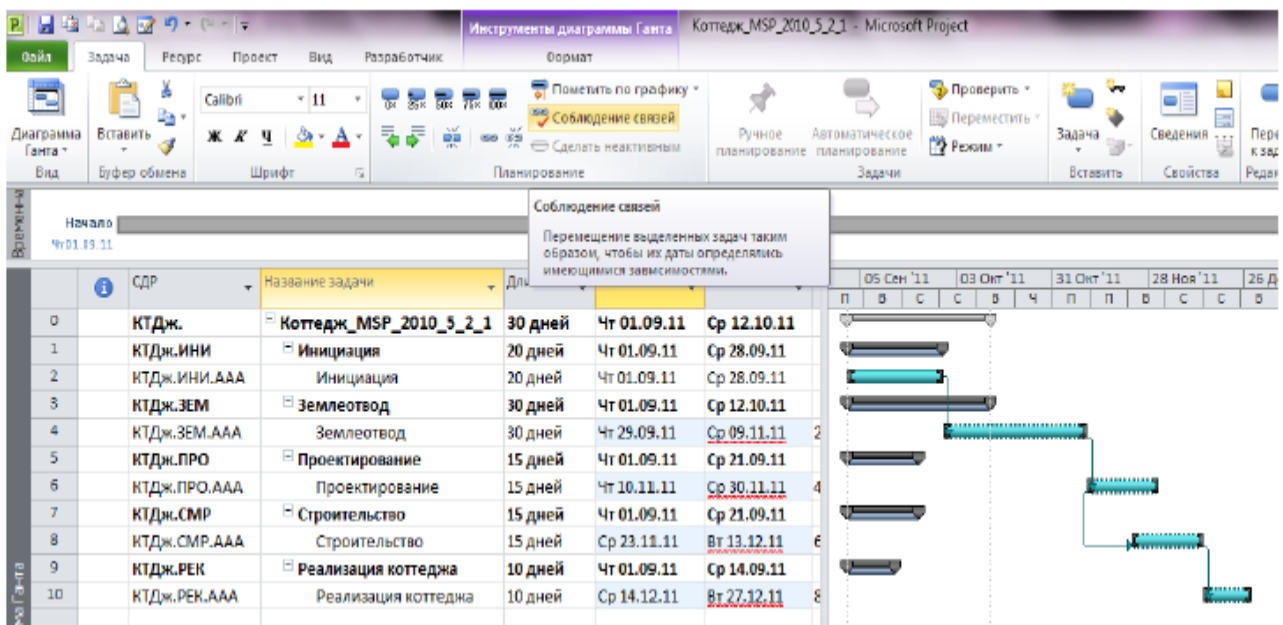 Инструменты диаграммы Ганта
Коттедж_MSP_2010_5_2_1 - Microsoft Project
Файл Задача Ресурс Проект Вид Разработчик Формат
Calibri 11
Пометить по графику
Проверить
Соблюдение связей
Переместить
Диаграмма Ганта
Вставить
Ж К Ч
Сделать неактивным
Ручное планирование
Автоматическое планирование
Режим
Задача
Сведения
Вид Буфер обмена Шрифт Планирование Задачи Вставить Свойства
Начало
Чт 01.09.11
Соблюдение связей
Перемещение выделенных задач таким
образом, чтобы их даты определялись
имеющимися зависимостями.
СДР Название задачи
05 Сен '11 03 Окт '11 31 Окт '11 28 Ноя '11
П В С С В Ч П П В С С В
0 КТДж. Коттедж_MSP_2010_5_2_1 30 дней Чт 01.09.11 Ср 12.10.11
1 КТДж.ИНИ Инициация 20 дней Чт 01.09.11 Ср 28.09.11
2 КТДж.ИНИ.ААА Инициация 20 дней Чт 01.09.11 Ср 28.09.11
3 КТДж.ЗЕМ Землеотвод 30 дней Чт 01.09.11 Ср 12.10.11
4 КТДж.ЗЕМ.ААА Землеотвод 30 дней Чт 29.09.11 Ср 09.11.11 2
5 КТДж.ПРО Проектирование 15 дней Чт 01.09.11 Ср 21.09.11
6 КТДж.ПРО.ААА Проектирование 15 дней Чт 10.11.11 Ср 30.11.11 4
7 КТДж.СМР Строительство 15 дней Чт 01.09.11 Ср 21.09.11
8 КТДж.СМР.ААА Строительство 15 дней Ср 23.11.11 Вт 13.12.11 6
9 КТДж.РЕК Реализация коттеджа 10 дней Чт 01.09.11 Ср 14.09.11
10 КТДж.РЕК.ААА Реализация коттеджа 10 дней Ср 14.12.11 Вт 27.12.11 8